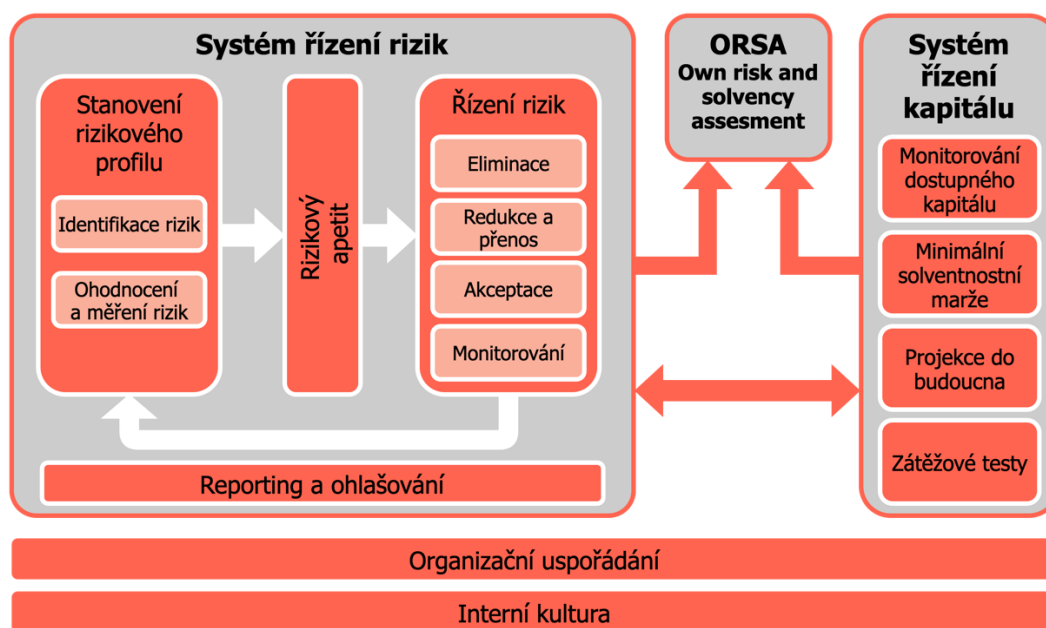 Systém řízení rizik
Stanovení
rizikového
profilu
Identifikace rizik
Ohodnocení
a měření rizik
Rizikový
apetit
Řízení rizik
Eliminace
Redukce a
přenos
Akceptace
Monitorování
Reporting a ohlašování
ORSA
Own risk and
solvency
assesment
Systém
řízení
kapitálu
Monitorování
dostupného
kapitálu
Minimální
solventnostní
marže
Projekce do
budoucna
Zátěžové testy
Organizační uspořádání
Interní kultura